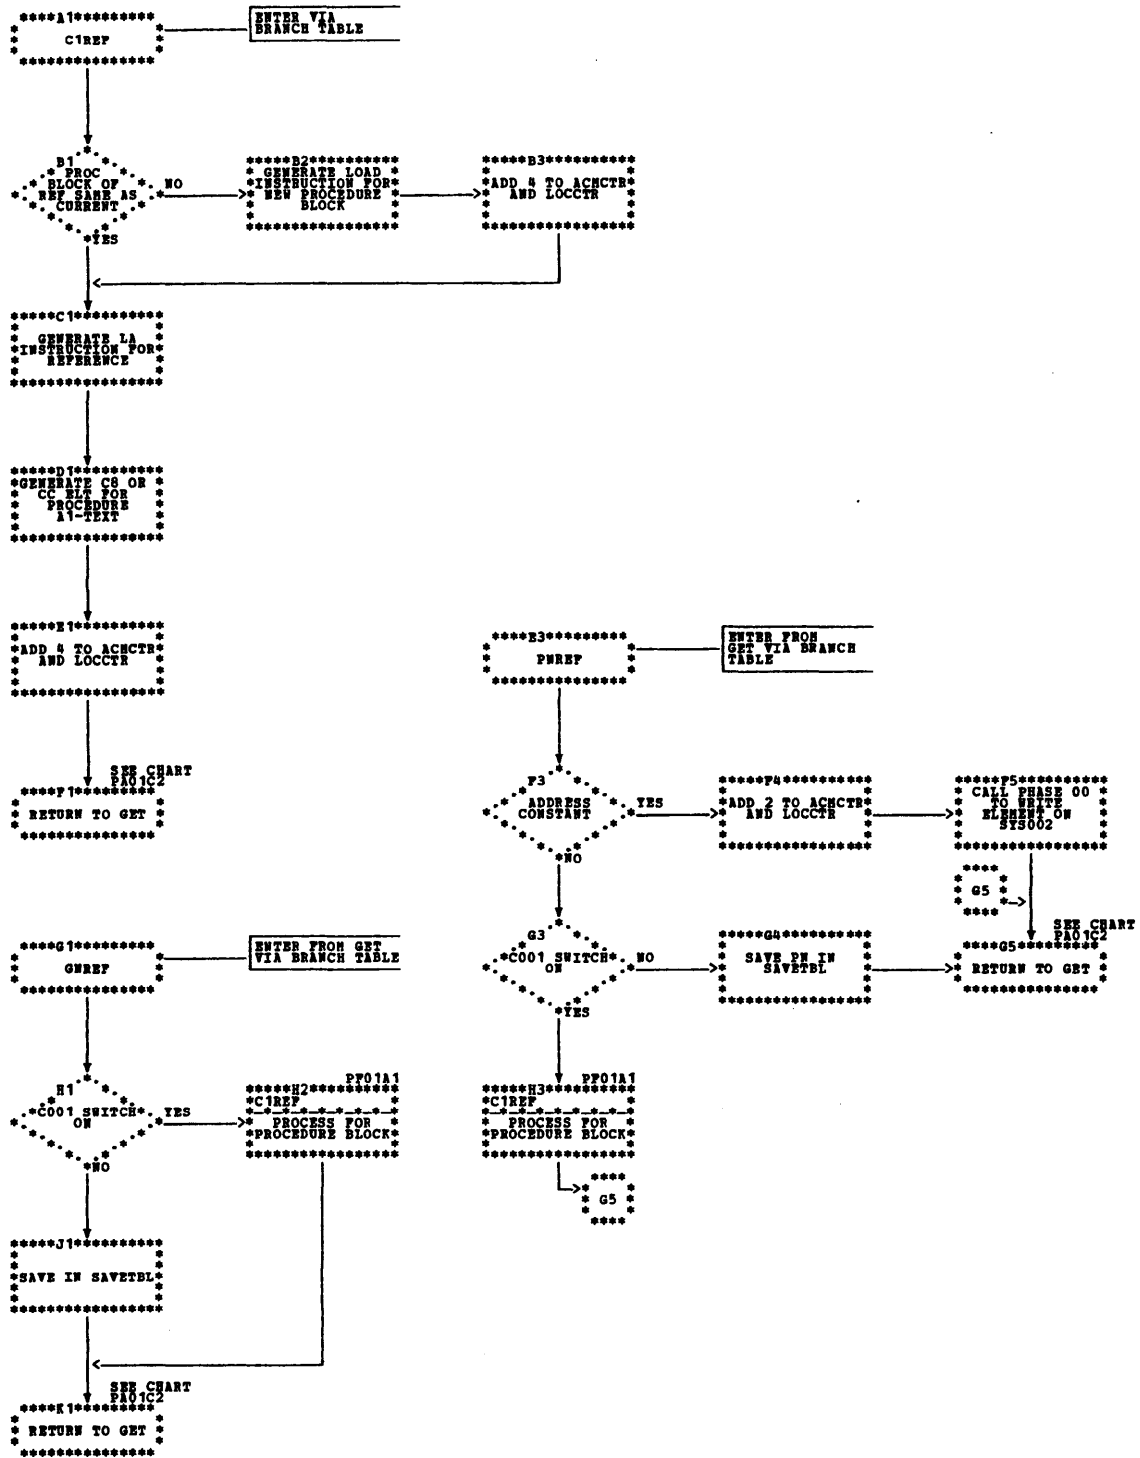 A1
C1REF
ENTER VIA
BRANCH TABLE
B1
PROC
BLOCK OF
REF SAME AS
CURRENT
NO
YES
B2
GENERATE LOAD
INSTRUCTION FOR
NEW PROCEDURE
BLOCK
B3
ADD 4 TO ACMCTR
AND LOCCTR
C1
GENERATE LA
INSTRUCTION FOR
REFERENCE
D1
GENERATE C8 OR
CC ELT FOR
PROCEDURE
A1-TEXT
E1
ADD 4 TO ACMCTR
AND LOCCTR
SEE CHART
PA01C2
F1
RETURN TO GET
E3
PNREF
ENTER FROM
GET VIA BRANCH
TABLE
F3
ADDRESS
CONSTANT
YES
NO
F4
ADD 2 TO ACMCTR
AND LOCCTR
F5
CALL PHASE 00
TO WRITE
ELEMENT ON
SYS002
G5
SEE CHART
PA01C2
G5
RETURN TO GET
G3
C001 SWITCH
ON
NO
YES
G4
SAVE PN IN
SAVETBL
PF01A1
H3
C1REF
PROCESS FOR
PROCEDURE BLOCK
G5
G1
GNREF
ENTER FROM GET
VIA BRANCH TABLE
H1
C001 SWITCH
ON
YES
NO
PF01A1
H2
C1REF
PROCESS FOR
PROCEDURE BLOCK
J1
SAVE IN SAVETBL
SEE CHART
PA01C2
K1
RETURN TO GET